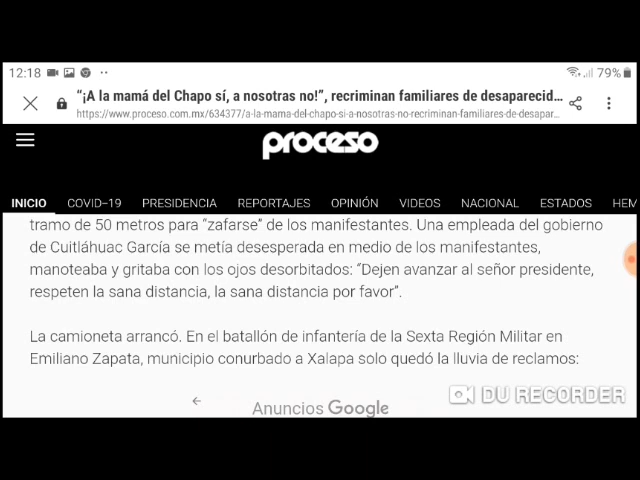 12:18 79%
“¡A la mamá del Chapo sí, a nosotras no!”, recriminan familiares de desaparecid...
https://www.proceso.com.mx/634377/a-la-mama-del-chapo-si-a-nosotras-no-recriminan-familiares-de-desapar...
proceso
INICIO COVID–19 PRESIDENCIA REPORTAJES OPINIÓN VIDEOS NACIONAL ESTADOS HEM
tramo de 50 metros para “zafarse” de los manifestantes. Una empleada del gobierno
de Cuitláhuac García se metía desesperada en medio de los manifestantes,
manoteaba y gritaba con los ojos desorbitados: “Dejen avanzar al señor presidente,
respeten la sana distancia, la sana distancia por favor”.
La camioneta arrancó. En el batallón de infantería de la Sexta Región Militar en
Emiliano Zapata, municipio conurbado a Xalapa solo quedó la lluvia de reclamos:
DU RECORDER
Anuncios Google